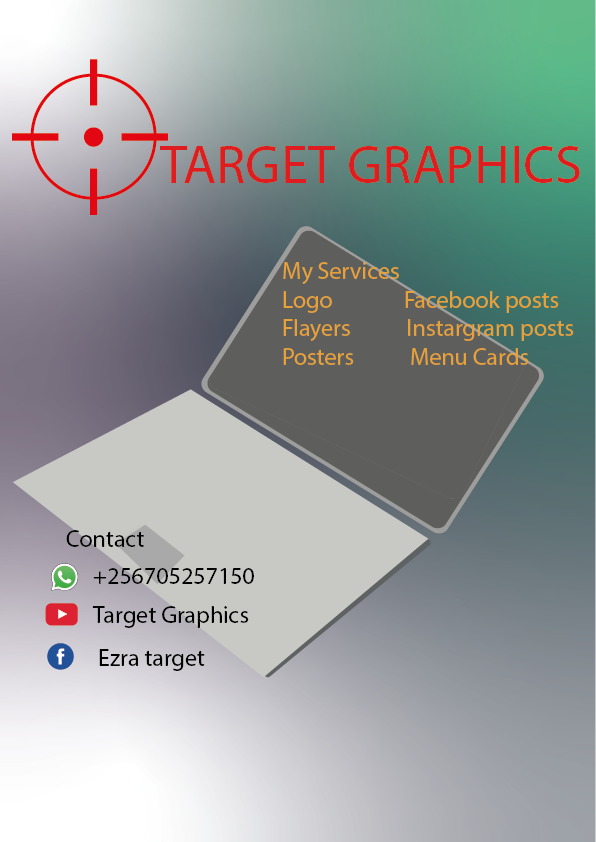 TARGET GRAPHICS
My Services
Logo Facebook posts
Flayers Instargram posts
Posters Menu Cards
Contact
+256705257150
Target Graphics
Ezra target